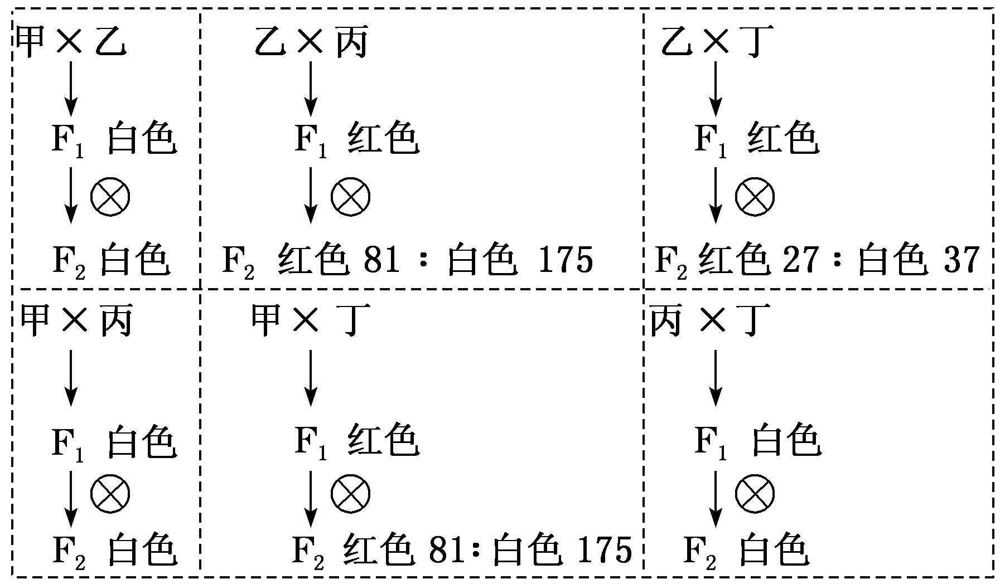 甲×乙
F₁ 白色
⊗
F₂ 白色
乙×丙
F₁ 红色
⊗
F₂ 红色 81∶白色 175
乙×丁
F₁ 红色
⊗
F₂ 红色 27∶白色 37
甲×丙
F₁ 白色
⊗
F₂ 白色
甲×丁
F₁ 红色
⊗
F₂ 红色 81∶白色 175
丙×丁
F₁ 白色
⊗
F₂ 白色